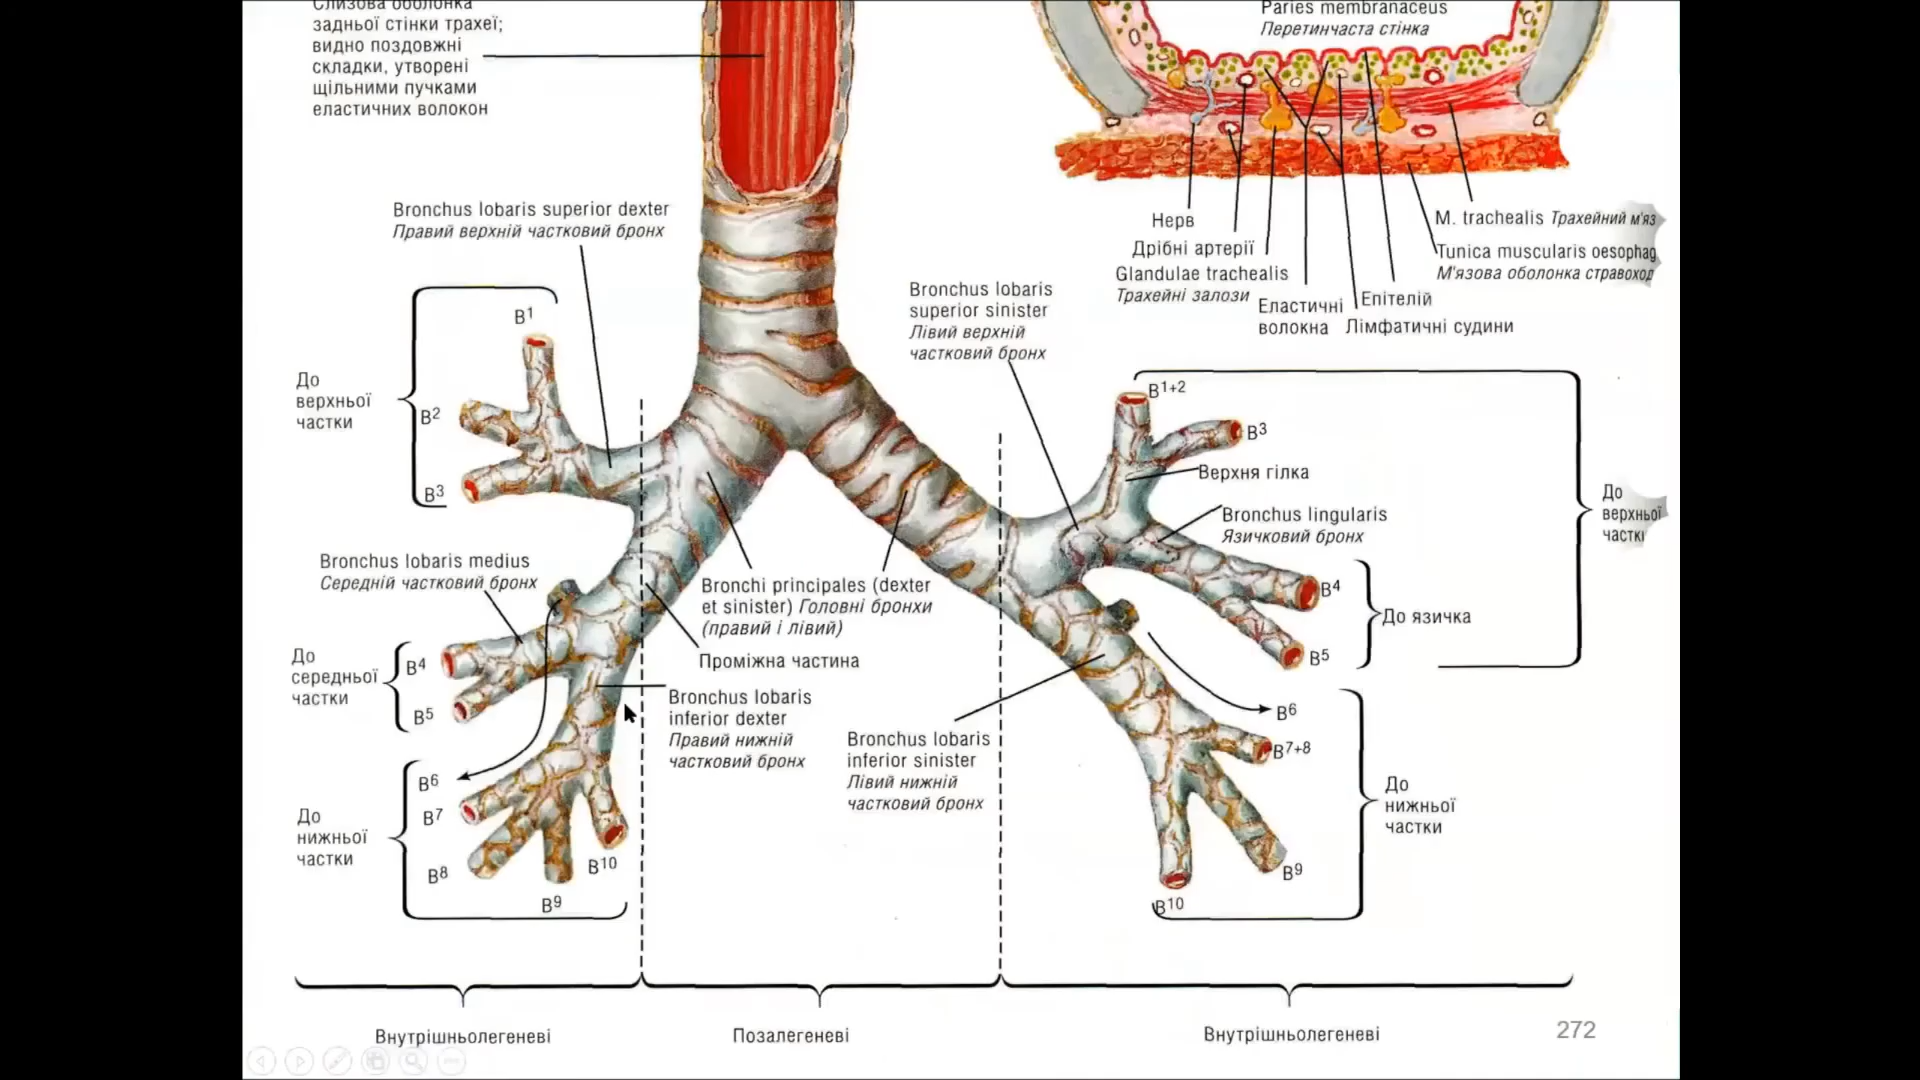 Слизова оболонка
задньої стінки трахеї;
видно поздовжні
складки, утворені
щільними пучками
еластичних волокон
Paries membranaceus
Перетинчаста стінка
Нерв
Дрібні артерії
Glandulae trachealis
Трахейні залози
Еластичні
волокна
Епітелій
Лімфатичні судини
M. trachealis Трахейний м'яз
Tunica muscularis oesophag
М'язова оболонка стравоход
Bronchus lobaris superior dexter
Правий верхній частковий бронх
B1
B2
B3
До
верхньої
частки
Bronchus lobaris
superior sinister
Лівий верхній
частковий бронх
B1+2
B3
Верхня гілка
Bronchus lingularis
Язичковий бронх
B4
B5
До язичка
До
верхньої
частки
Bronchus lobaris medius
Середній частковий бронх
До
середньої
частки
B4
B5
Bronchi principales (dexter
et sinister) Головні бронхи
(правий і лівий)
Проміжна частина
Bronchus lobaris
inferior dexter
Правий нижній
частковий бронх
Bronchus lobaris
inferior sinister
Лівий нижній
частковий бронх
До
нижньої
частки
B6
B7
B8
B9
B10
B6
B7+8
B9
B10
До
нижньої
частки
Внутрішньолегеневі
Позалегеневі
Внутрішньолегеневі
272